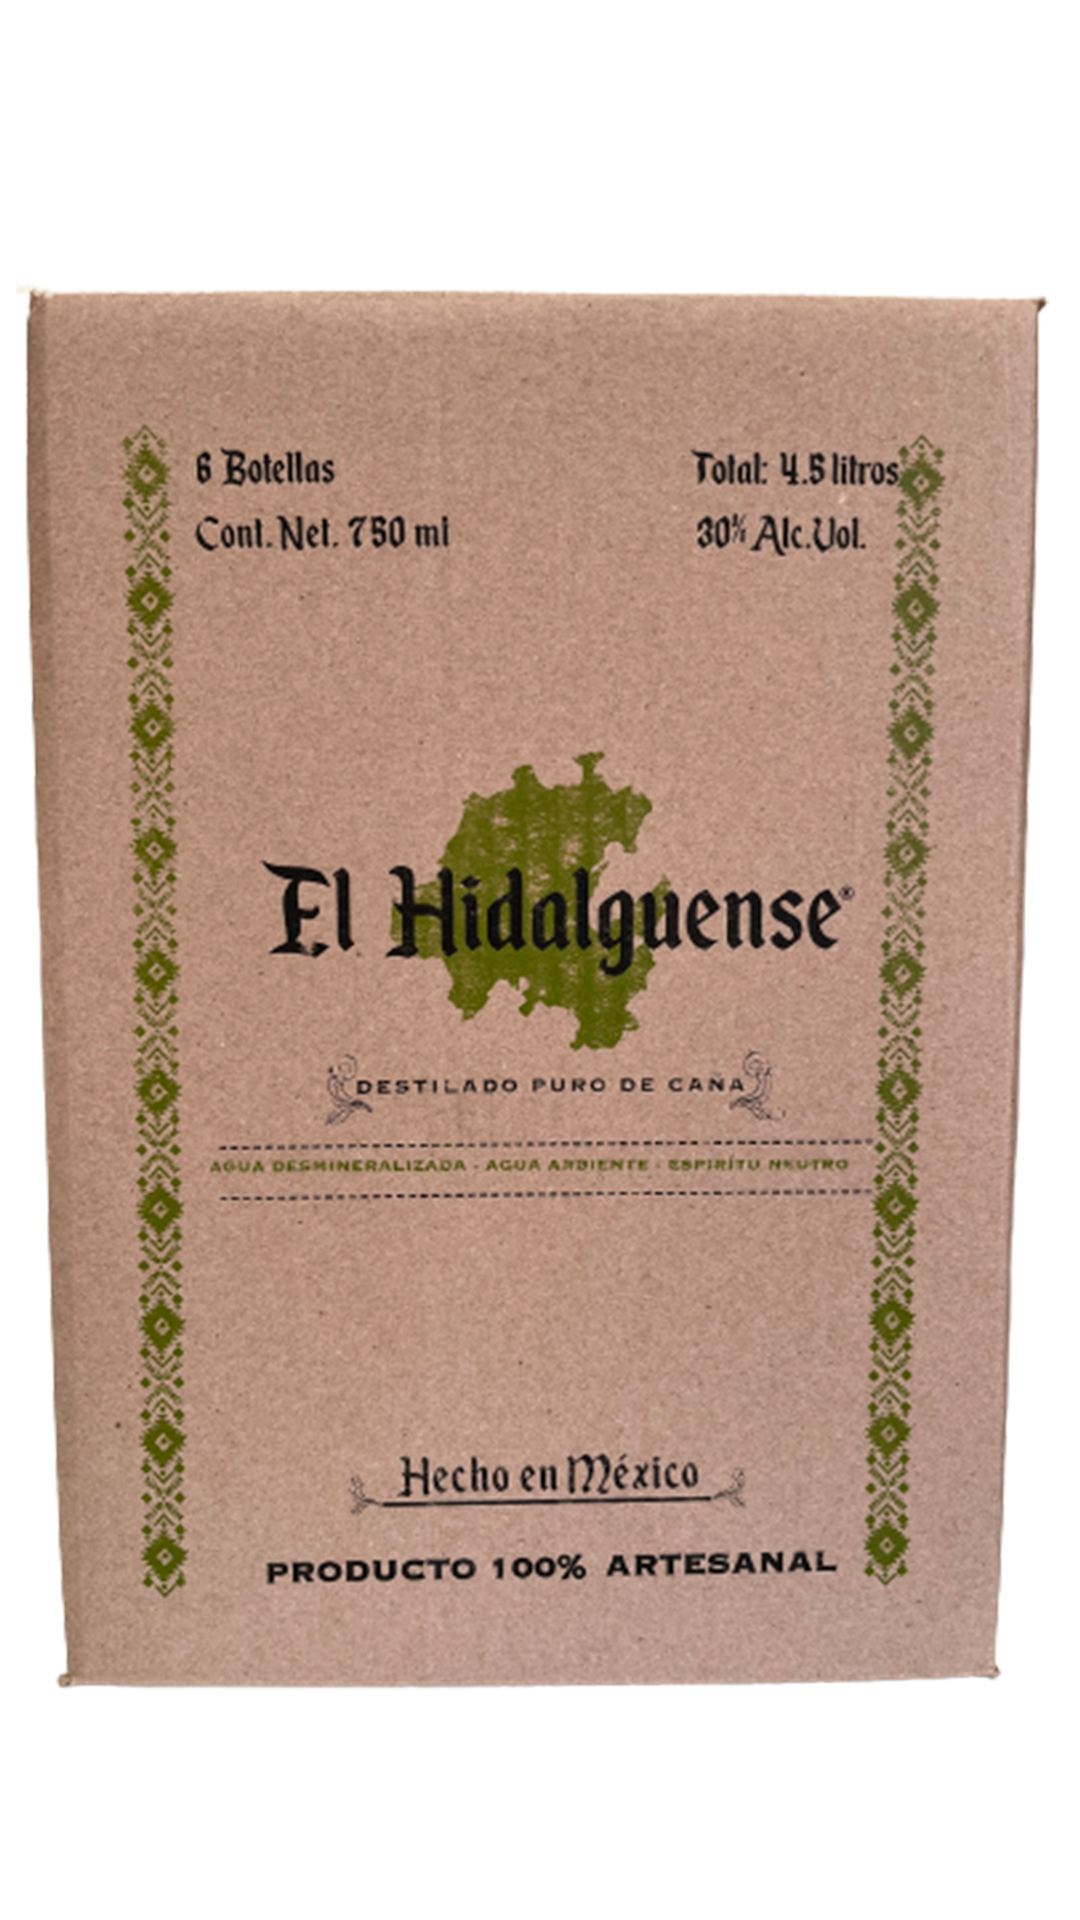 6 Botellas
Total: 4.5 litros
Cont. Net. 750 ml
30% Alc. Vol.
El Hidalguense®
DESTILADO PURO DE CAÑA
AGUA DESMINERALIZADA - AGUA ARDIENTE - ESPIRÍTU NEUTRO
Hecho en México
PRODUCTO 100% ARTESANAL